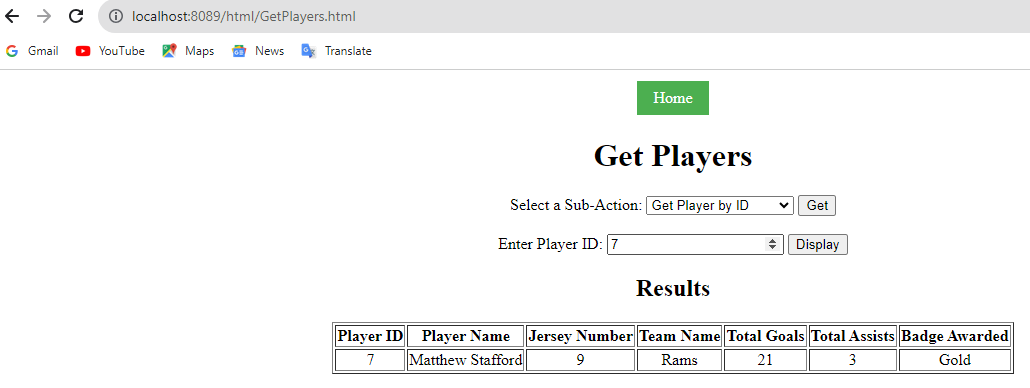 localhost:8089/html/GetPlayers.html
Gmail YouTube Maps News Translate
Home
Get Players
Select a Sub-Action: Get Player by ID Get
Enter Player ID: 7 Display
Results
Player ID Player Name Jersey Number Team Name Total Goals Total Assists Badge Awarded
7 Matthew Stafford 9 Rams 21 3 Gold